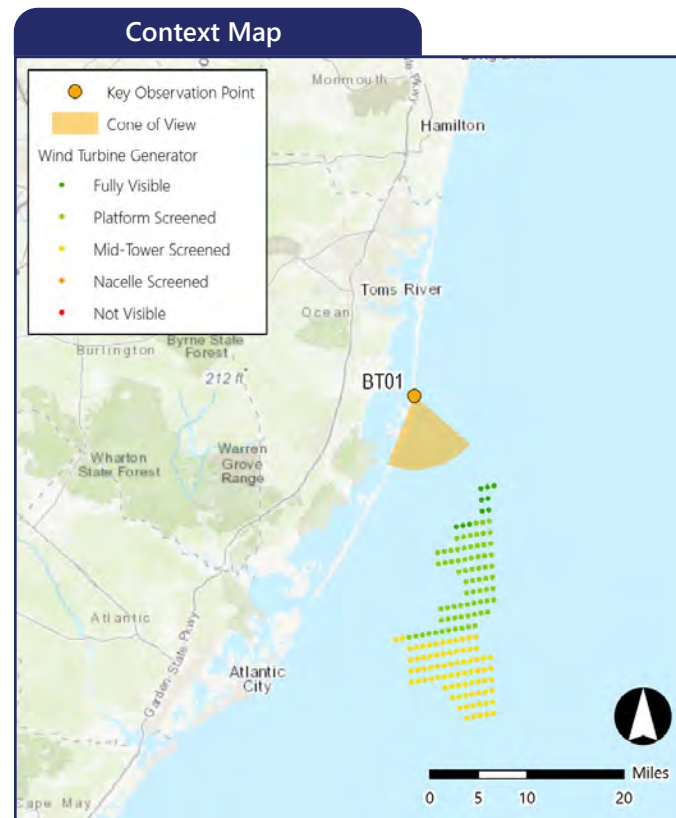 Context Map
Key Observation Point
Cone of View
Wind Turbine Generator
Fully Visible
Platform Screened
Mid-Tower Screened
Nacelle Screened
Not Visible
Monmouth
Pkwy
Hamilton
Toms River
Ocean
Burlington
Byrne State
Forest
212 ft
BT01
Wharton
State Forest
Warren
Grove
Range
Atlantic
Garden State Pkwy
Atlantic
City
Cape May
Miles
0 5 10 20